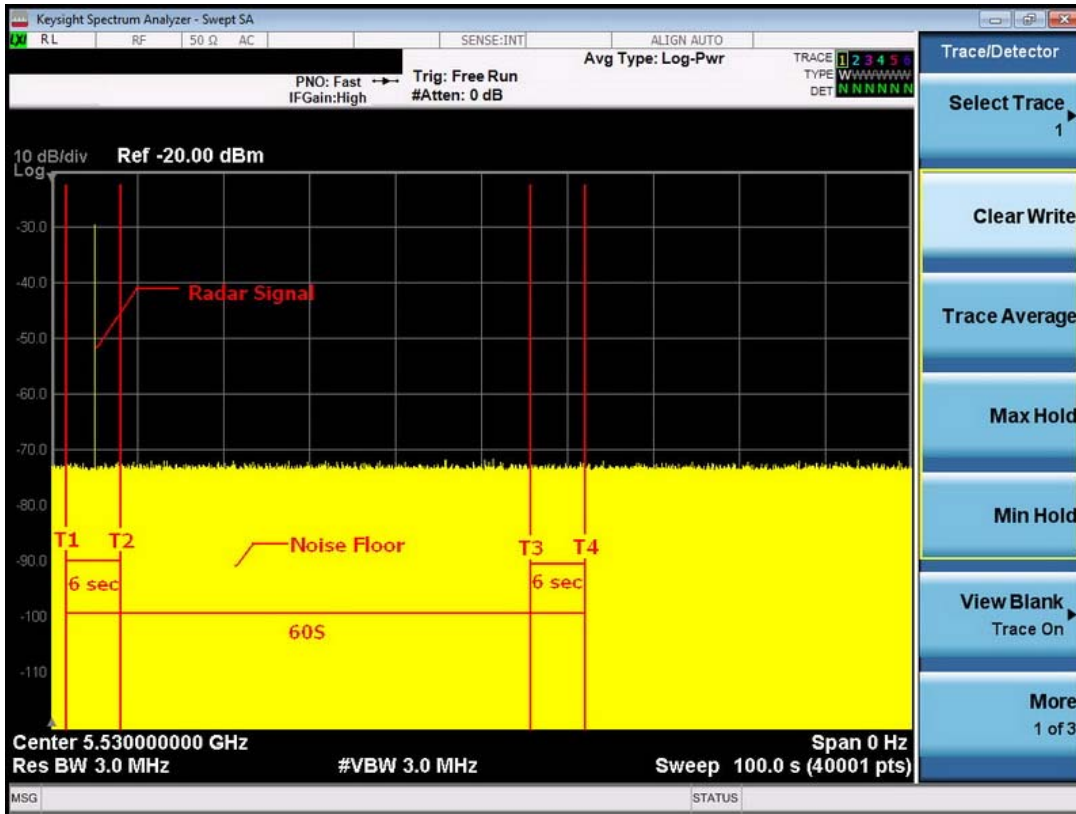 Keysight Spectrum Analyzer - Swept SA
LXI RL RF 50 Ω AC SENSE:INT ALIGN AUTO
Avg Type: Log-Pwr
PNO: Fast
IFGain:High
Trig: Free Run
#Atten: 0 dB
TRACE 1 2 3 4 5 6
TYPE WWWWWW
DET N N N N N N
10 dB/div
Log
Ref -20.00 dBm
-30.0
-40.0
-50.0
-60.0
-70.0
-80.0
-90.0
-100
-110
Radar Signal
T1 T2
Noise Floor
T3 T4
6 sec
6 sec
60S
Center 5.530000000 GHz
Span 0 Hz
Res BW 3.0 MHz
#VBW 3.0 MHz
Sweep 100.0 s (40001 pts)
MSG
STATUS
Trace/Detector
Select Trace
1
Clear Write
Trace Average
Max Hold
Min Hold
View Blank
Trace On
More
1 of 3